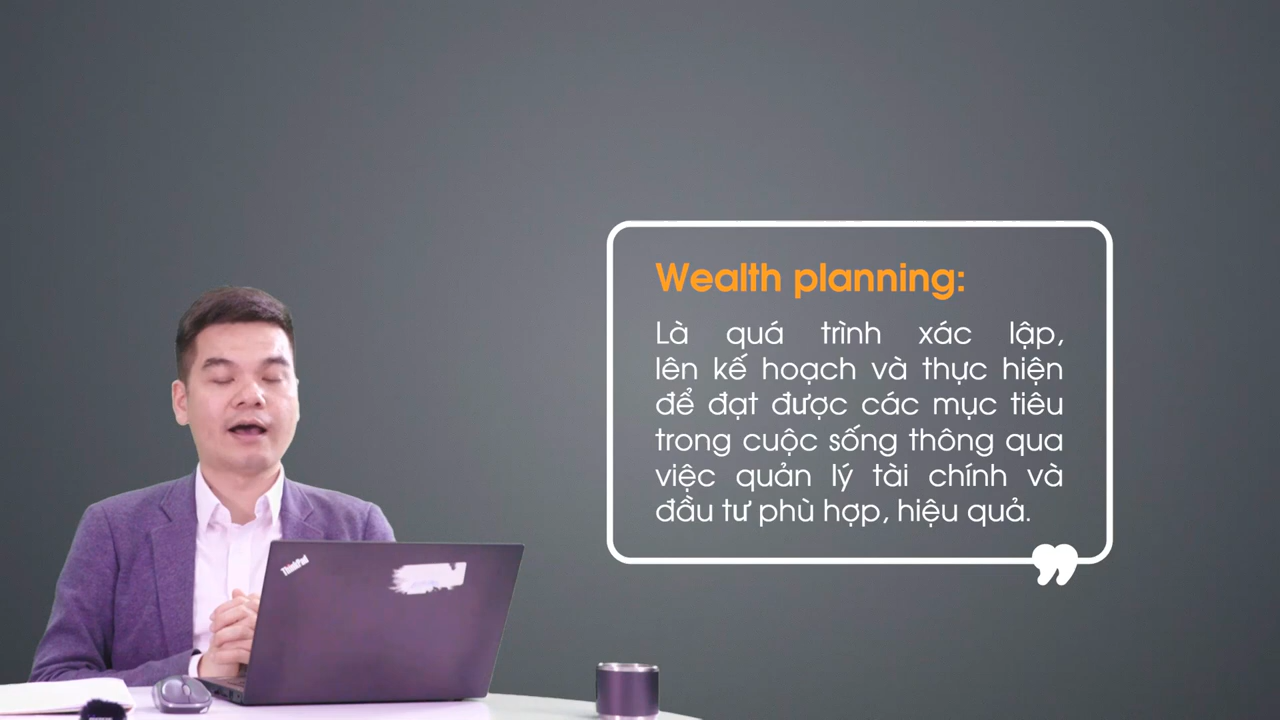 Wealth planning:
Là quá trình xác lập,
lên kế hoạch và thực hiện
để đạt được các mục tiêu
trong cuộc sống thông qua
việc quản lý tài chính và
đầu tư phù hợp, hiệu quả.
ThinkPad